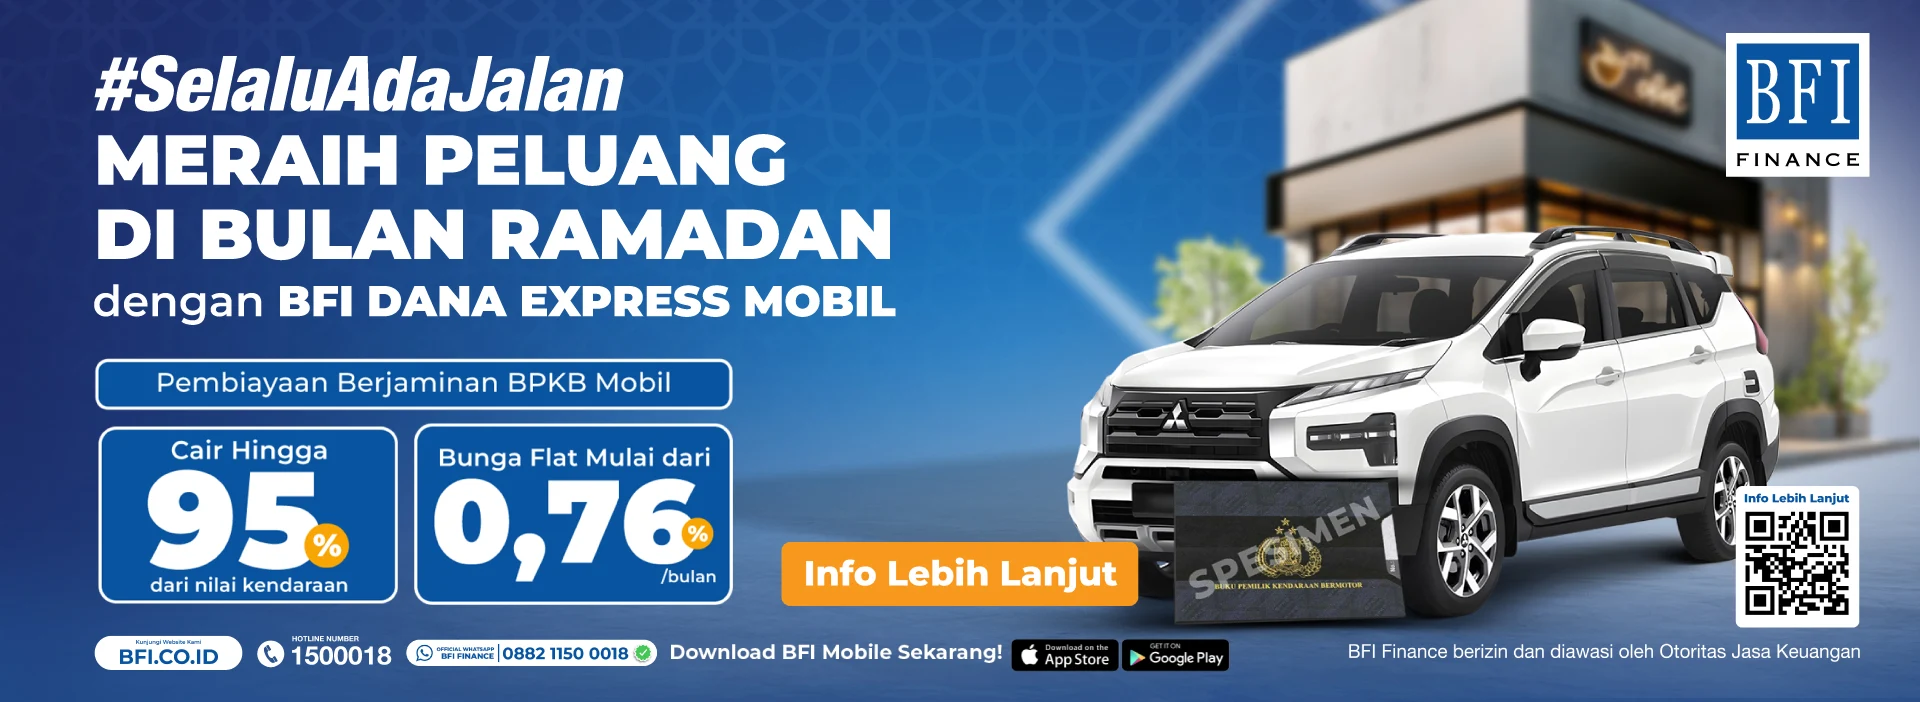 #SelaluAdaJalan
MERAIH PELUANG
DI BULAN RAMADAN
dengan BFI DANA EXPRESS MOBIL
Pembiayaan Berjaminan BPKB Mobil
Cair Hingga
95%
dari nilai kendaraan
Bunga Flat Mulai dari
0,76%
/bulan
Info Lebih Lanjut
BFI
FINANCE
SPESIMEN
BUKU PEMILIK KENDARAAN BERMOTOR
Info Lebih Lanjut
Kunjungi Website Kami
BFI.CO.ID
HOTLINE NUMBER
1500018
OFFICIAL WHATSAPP
BFI FINANCE
0882 1150 0018
Download BFI Mobile Sekarang!
Download on the
App Store
GET IT ON
Google Play
BFI Finance berizin dan diawasi oleh Otoritas Jasa Keuangan